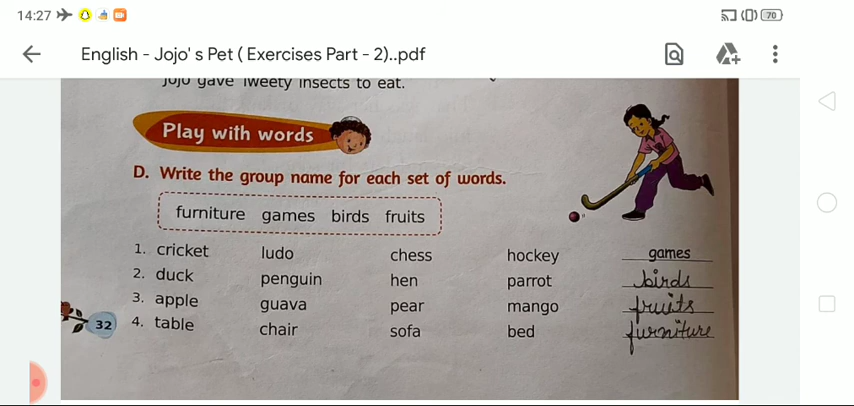 14:27 70
English - Jojo' s Pet ( Exercises Part - 2)..pdf
Jojo gave Tweety insects to eat.
Play with words
D. Write the group name for each set of words.
furniture games birds fruits
1. cricket ludo chess hockey games
2. duck penguin hen parrot birds
3. apple guava pear mango fruits
4. table chair sofa bed furniture
32